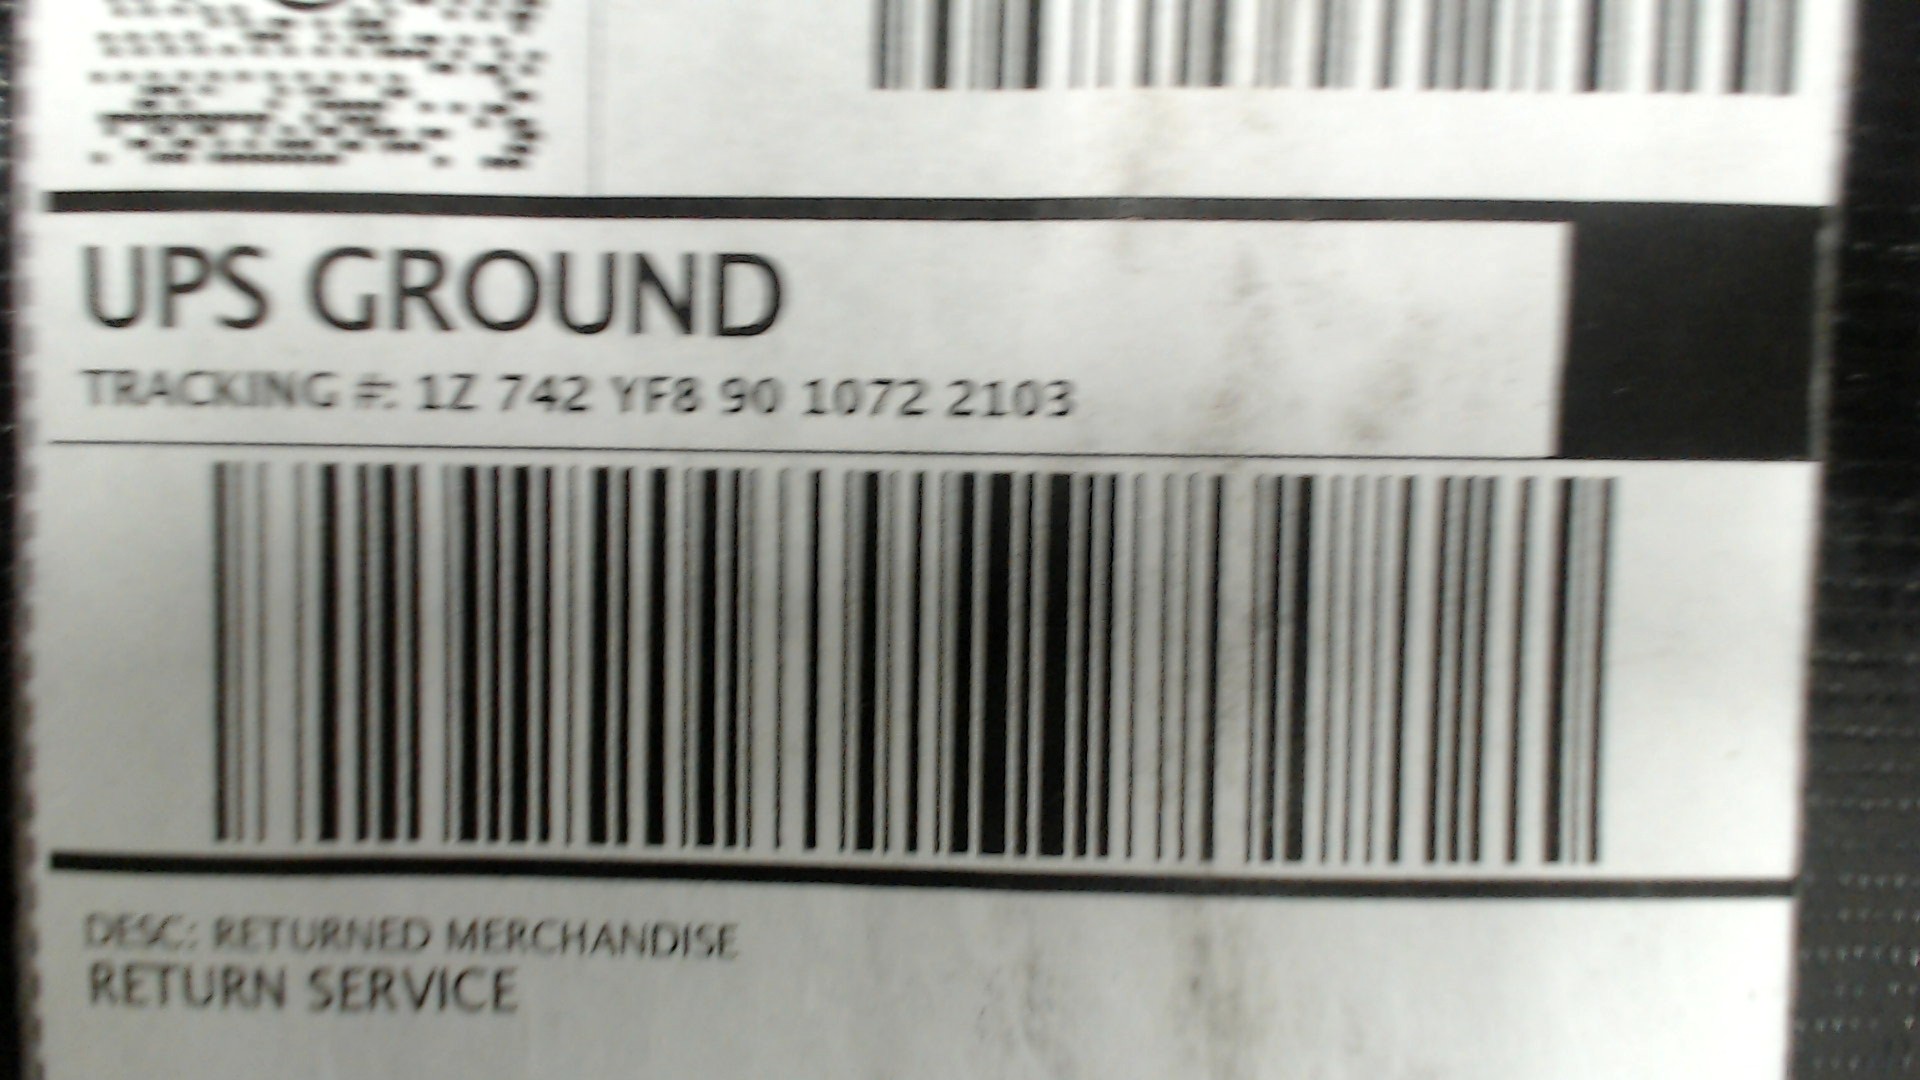 UPS GROUND
TRACKING #: 1Z 742 YF8 90 1072 2103
DESC: RETURNED MERCHANDISE
RETURN SERVICE